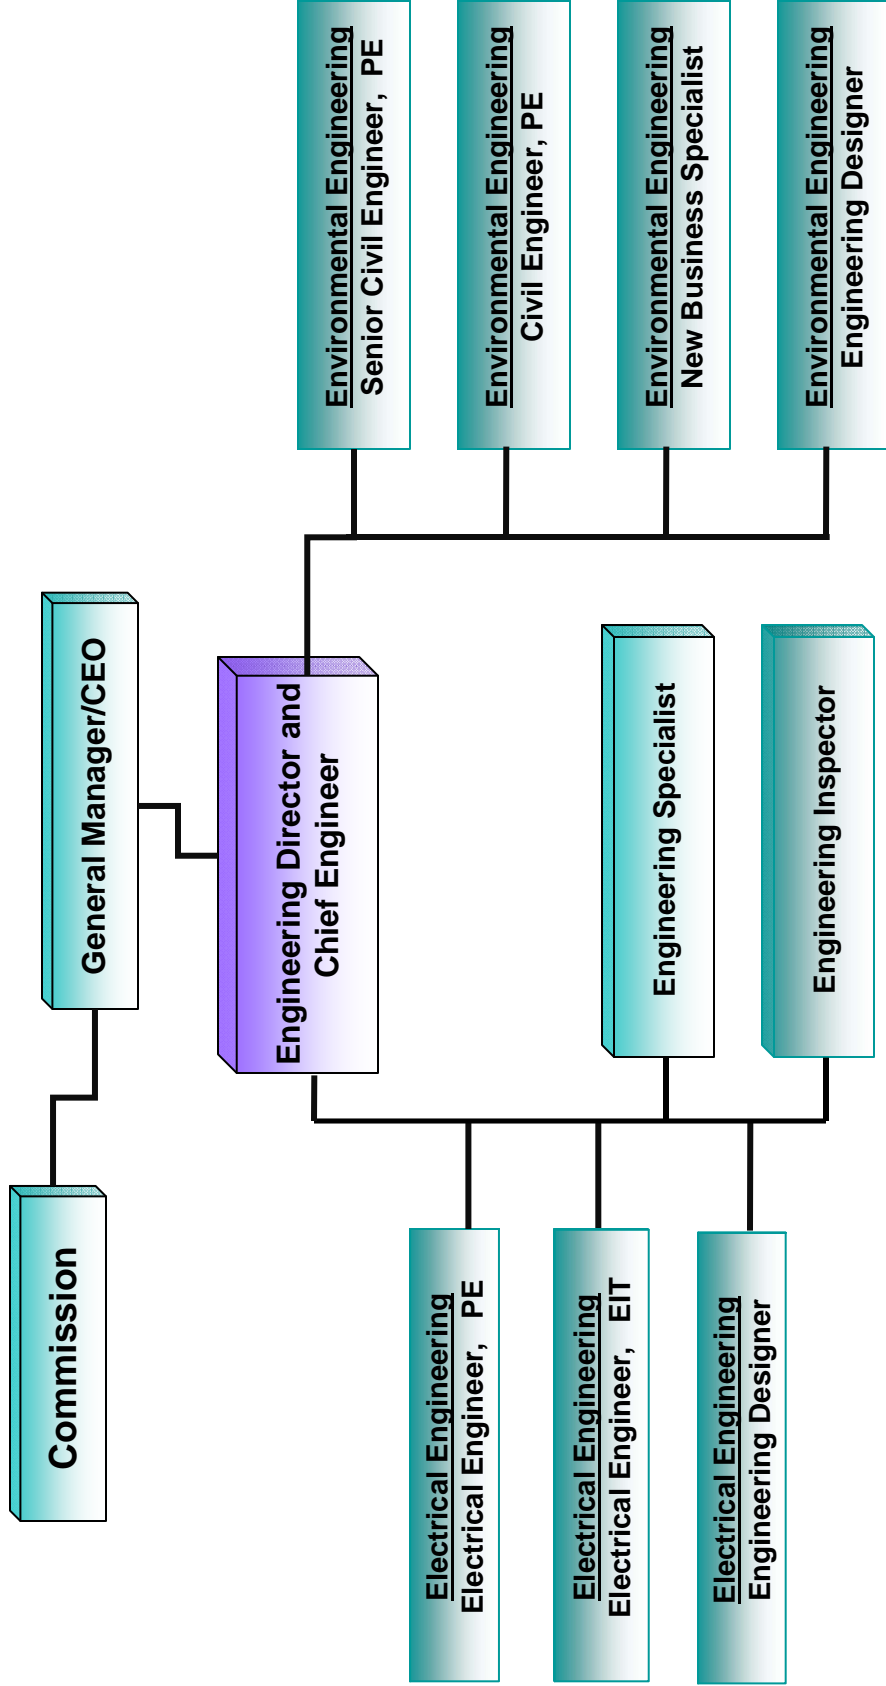 Commission
General Manager/CEO
Engineering Director and
Chief Engineer
Electrical Engineering
Electrical Engineer, PE
Electrical Engineering
Electrical Engineer, EIT
Electrical Engineering
Engineering Designer
Engineering Specialist
Engineering Inspector
Environmental Engineering
Senior Civil Engineer, PE
Environmental Engineering
Civil Engineer, PE
Environmental Engineering
New Business Specialist
Environmental Engineering
Engineering Designer